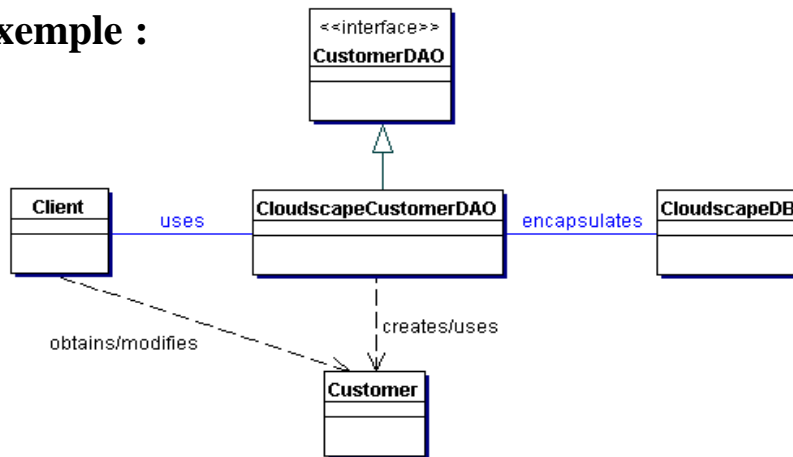 xemple :
<<interface>>
CustomerDAO
Client
uses
CloudscapeCustomerDAO
encapsulates
CloudscapeDB
obtains/modifies
creates/uses
Customer